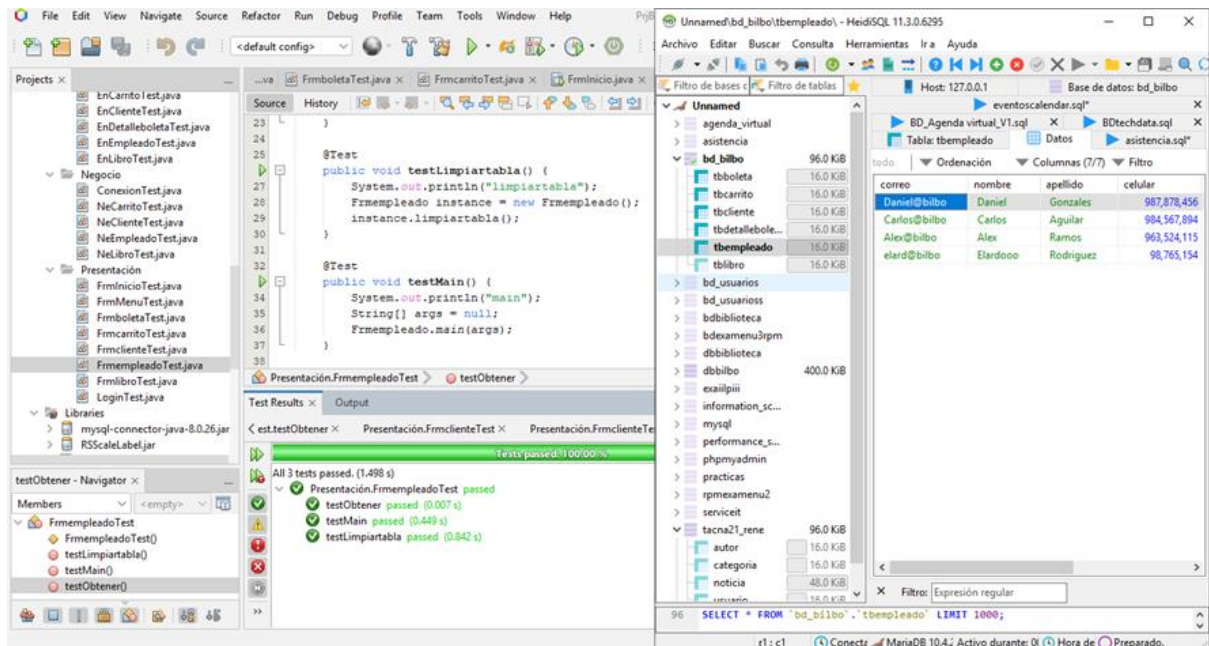 File Edit View Navigate Source Refactor Run Debug Profile Team Tools Window Help
<default config>
Projects ×
EnCarritoTest.java
EnClienteTest.java
EnDetalleboletaTest.java
EnEmpleadoTest.java
EnLibroTest.java
Negocio
ConexionTest.java
NeCarritoTest.java
NeClienteTest.java
NeEmpleadoTest.java
NeLibroTest.java
Presentación
FrmInicioTest.java
FrmMenuTest.java
FrmboletaTest.java
FrmcarritoTest.java
FrmclienteTest.java
FrmempleadoTest.java
FrmlibroTest.java
LoginTest.java
Libraries
mysql-connector-java-8.0.26.jar
RSScaleLabel.jar
testObtener - Navigator ×
Members <empty>
FrmempleadoTest
FrmempleadoTest()
testLimpiartabla()
testMain()
testObtener()
...va FrmboletaTest.java × FrmcarritoTest.java × FrmInicio.java ×
Source History
23 }
24
25 @Test
public void testLimpiartabla() {
27 System.out.println("limpiartabla");
28 Frmempleado instance = new Frmempleado();
29 instance.limpiartabla();
30 }
31
32 @Test
public void testMain() {
34 System.out.println("main");
35 String[] args = null;
36 Frmempleado.main(args);
37 }
38
Presentación.FrmempleadoTest testObtener
Test Results × Output
est.testObtener × Presentación.FrmclienteTest × Presentación.FrmclienteTe
Tests passed: 100.00 %
All 3 tests passed. (1.498 s)
Presentación.FrmempleadoTest passed
testObtener passed (0.007 s)
testMain passed (0.449 s)
testLimpiartabla passed (0.842 s)
Unnamed\bd_bilbo\tbempleado\ - HeidiSQL 11.3.0.6295
Archivo Editar Buscar Consulta Herramientas Ir a Ayuda
Filtro de bases c Filtro de tablas
Unnamed
agenda_virtual
asistencia
bd_bilbo 96.0 KiB
tbboleta 16.0 KiB
tbcarrito 16.0 KiB
tbcliente 16.0 KiB
tbdetallebole... 16.0 KiB
tbempleado 16.0 KiB
tblibro 16.0 KiB
bd_usuarios
bd_usuarioss
bdbiblioteca
bdexamenu3rpm
dbbiblioteca
dbbilbo 400.0 KiB
exailpiii
information_sc...
mysql
performance_s...
phpmyadmin
practicas
rpmexamenu2
serviceit
tacna21_rene 96.0 KiB
autor 16.0 KiB
categoria 16.0 KiB
noticia 48.0 KiB
usuario 16.0 KiB
Host: 127.0.0.1 Base de datos: bd_bilbo
eventoscalendar.sql* ×
BD_Agenda virtual_V1.sql × BDtechdata.sql ×
Tabla: tbempleado Datos asistencia.sql*
todo Ordenación Columnas (7/7) Filtro
correo nombre apellido celular
Daniel@bilbo Daniel Gonzales 987,878,456
Carlos@bilbo Carlos Aguilar 984,567,894
Alex@bilbo Alex Ramos 963,524,115
elard@bilbo Elardooo Rodriguez 98,765,154
× Filtro: Expresión regular
96 SELECT * FROM `bd_bilbo`.`tbempleado` LIMIT 1000;
r1 : c1 Conecta MariaDB 10.4.2 Activo durante: 0( Hora de Preparado.